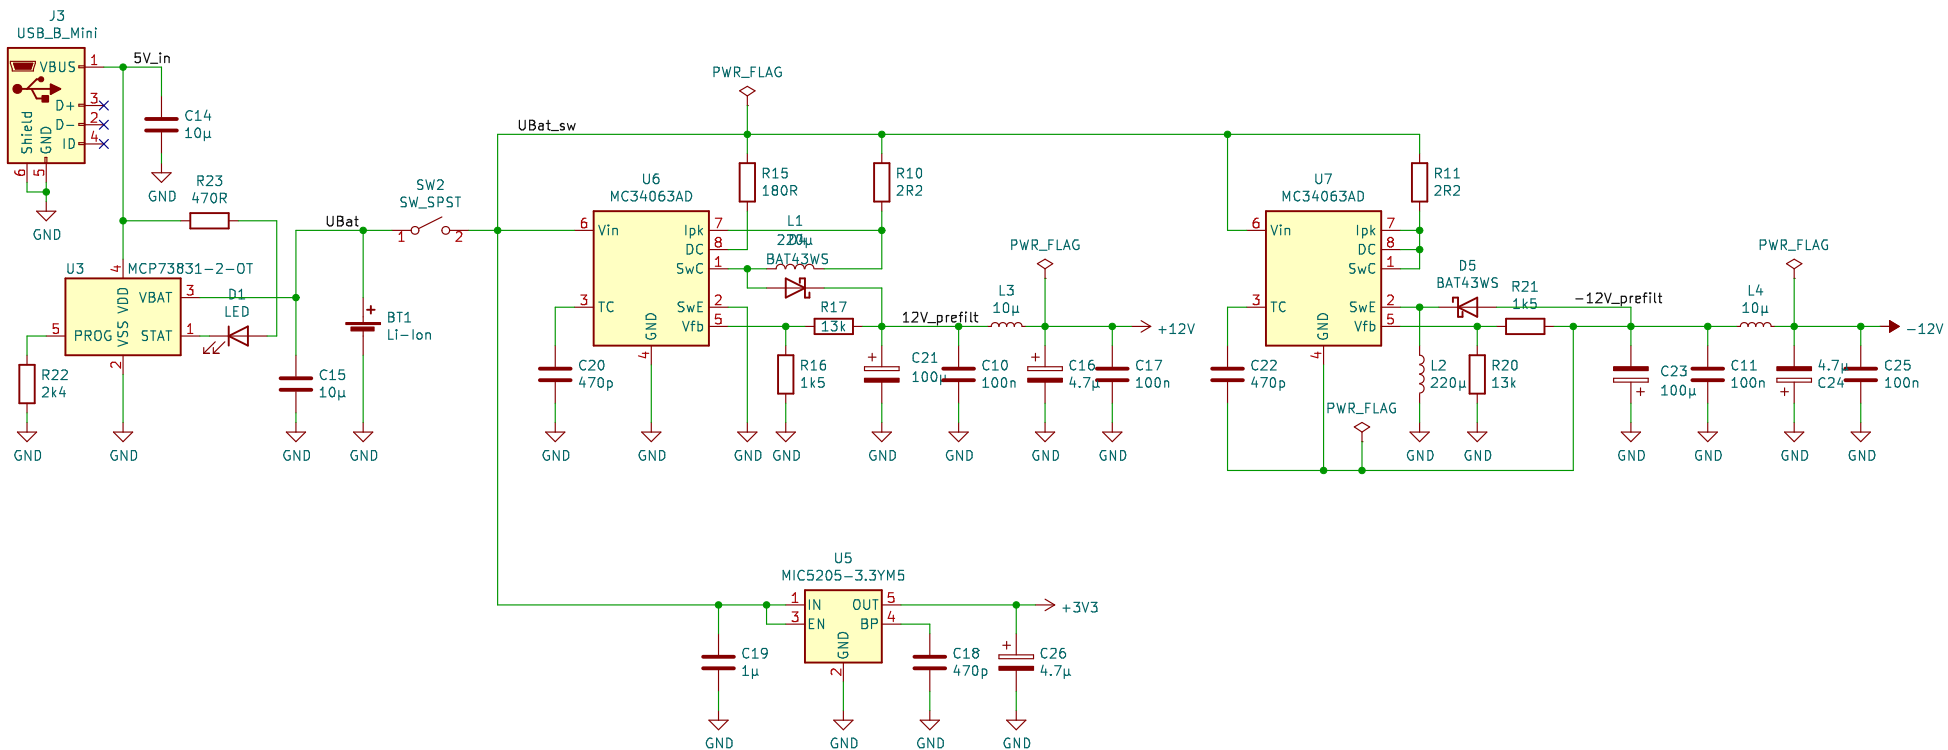 J3
USB_B_Mini
VBUS 1 5V_in
D+ 3
D- 2
ID 4
Shield
GND
6 5
GND
C14
10µ
GND
R23
470R
U3
MCP73831-2-OT
4
VDD
VBAT 3
5 PROG
STAT 1
VSS
2
D1
LED
R22
2k4
GND
GND
UBat
C15
10µ
GND
BT1
Li-Ion
GND
SW2
SW_SPST
1 2
UBat_sw
PWR_FLAG
R15
180R
R10
2R2
U6
MC34063AD
6 Vin
Ipk 7
DC 8
SwC 1
3 TC
SwE 2
Vfb 5
GND
4
L1
220µ
D4
BAT43WS
R17
13k
12V_prefilt
C20
470p
GND
GND
GND
R16
1k5
GND
C21
100µ
GND
C10
100n
GND
L3
10µ
PWR_FLAG
C16
4.7µ
GND
C17
100n
GND
+12V
U7
MC34063AD
6 Vin
Ipk 7
DC 8
SwC 1
3 TC
SwE 2
Vfb 5
GND
4
R11
2R2
D5
BAT43WS
R21
1k5
-12V_prefilt
C22
470p
PWR_FLAG
L2
220µ
GND
R20
13k
GND
C23
100µ
GND
C11
100n
GND
L4
10µ
PWR_FLAG
4.7µ
C24
GND
C25
100n
GND
-12V
U5
MIC5205-3.3YM5
1 IN
3 EN
OUT 5
BP 4
GND
2
GND
C19
1µ
GND
C18
470p
GND
C26
4.7µ
GND
+3V3